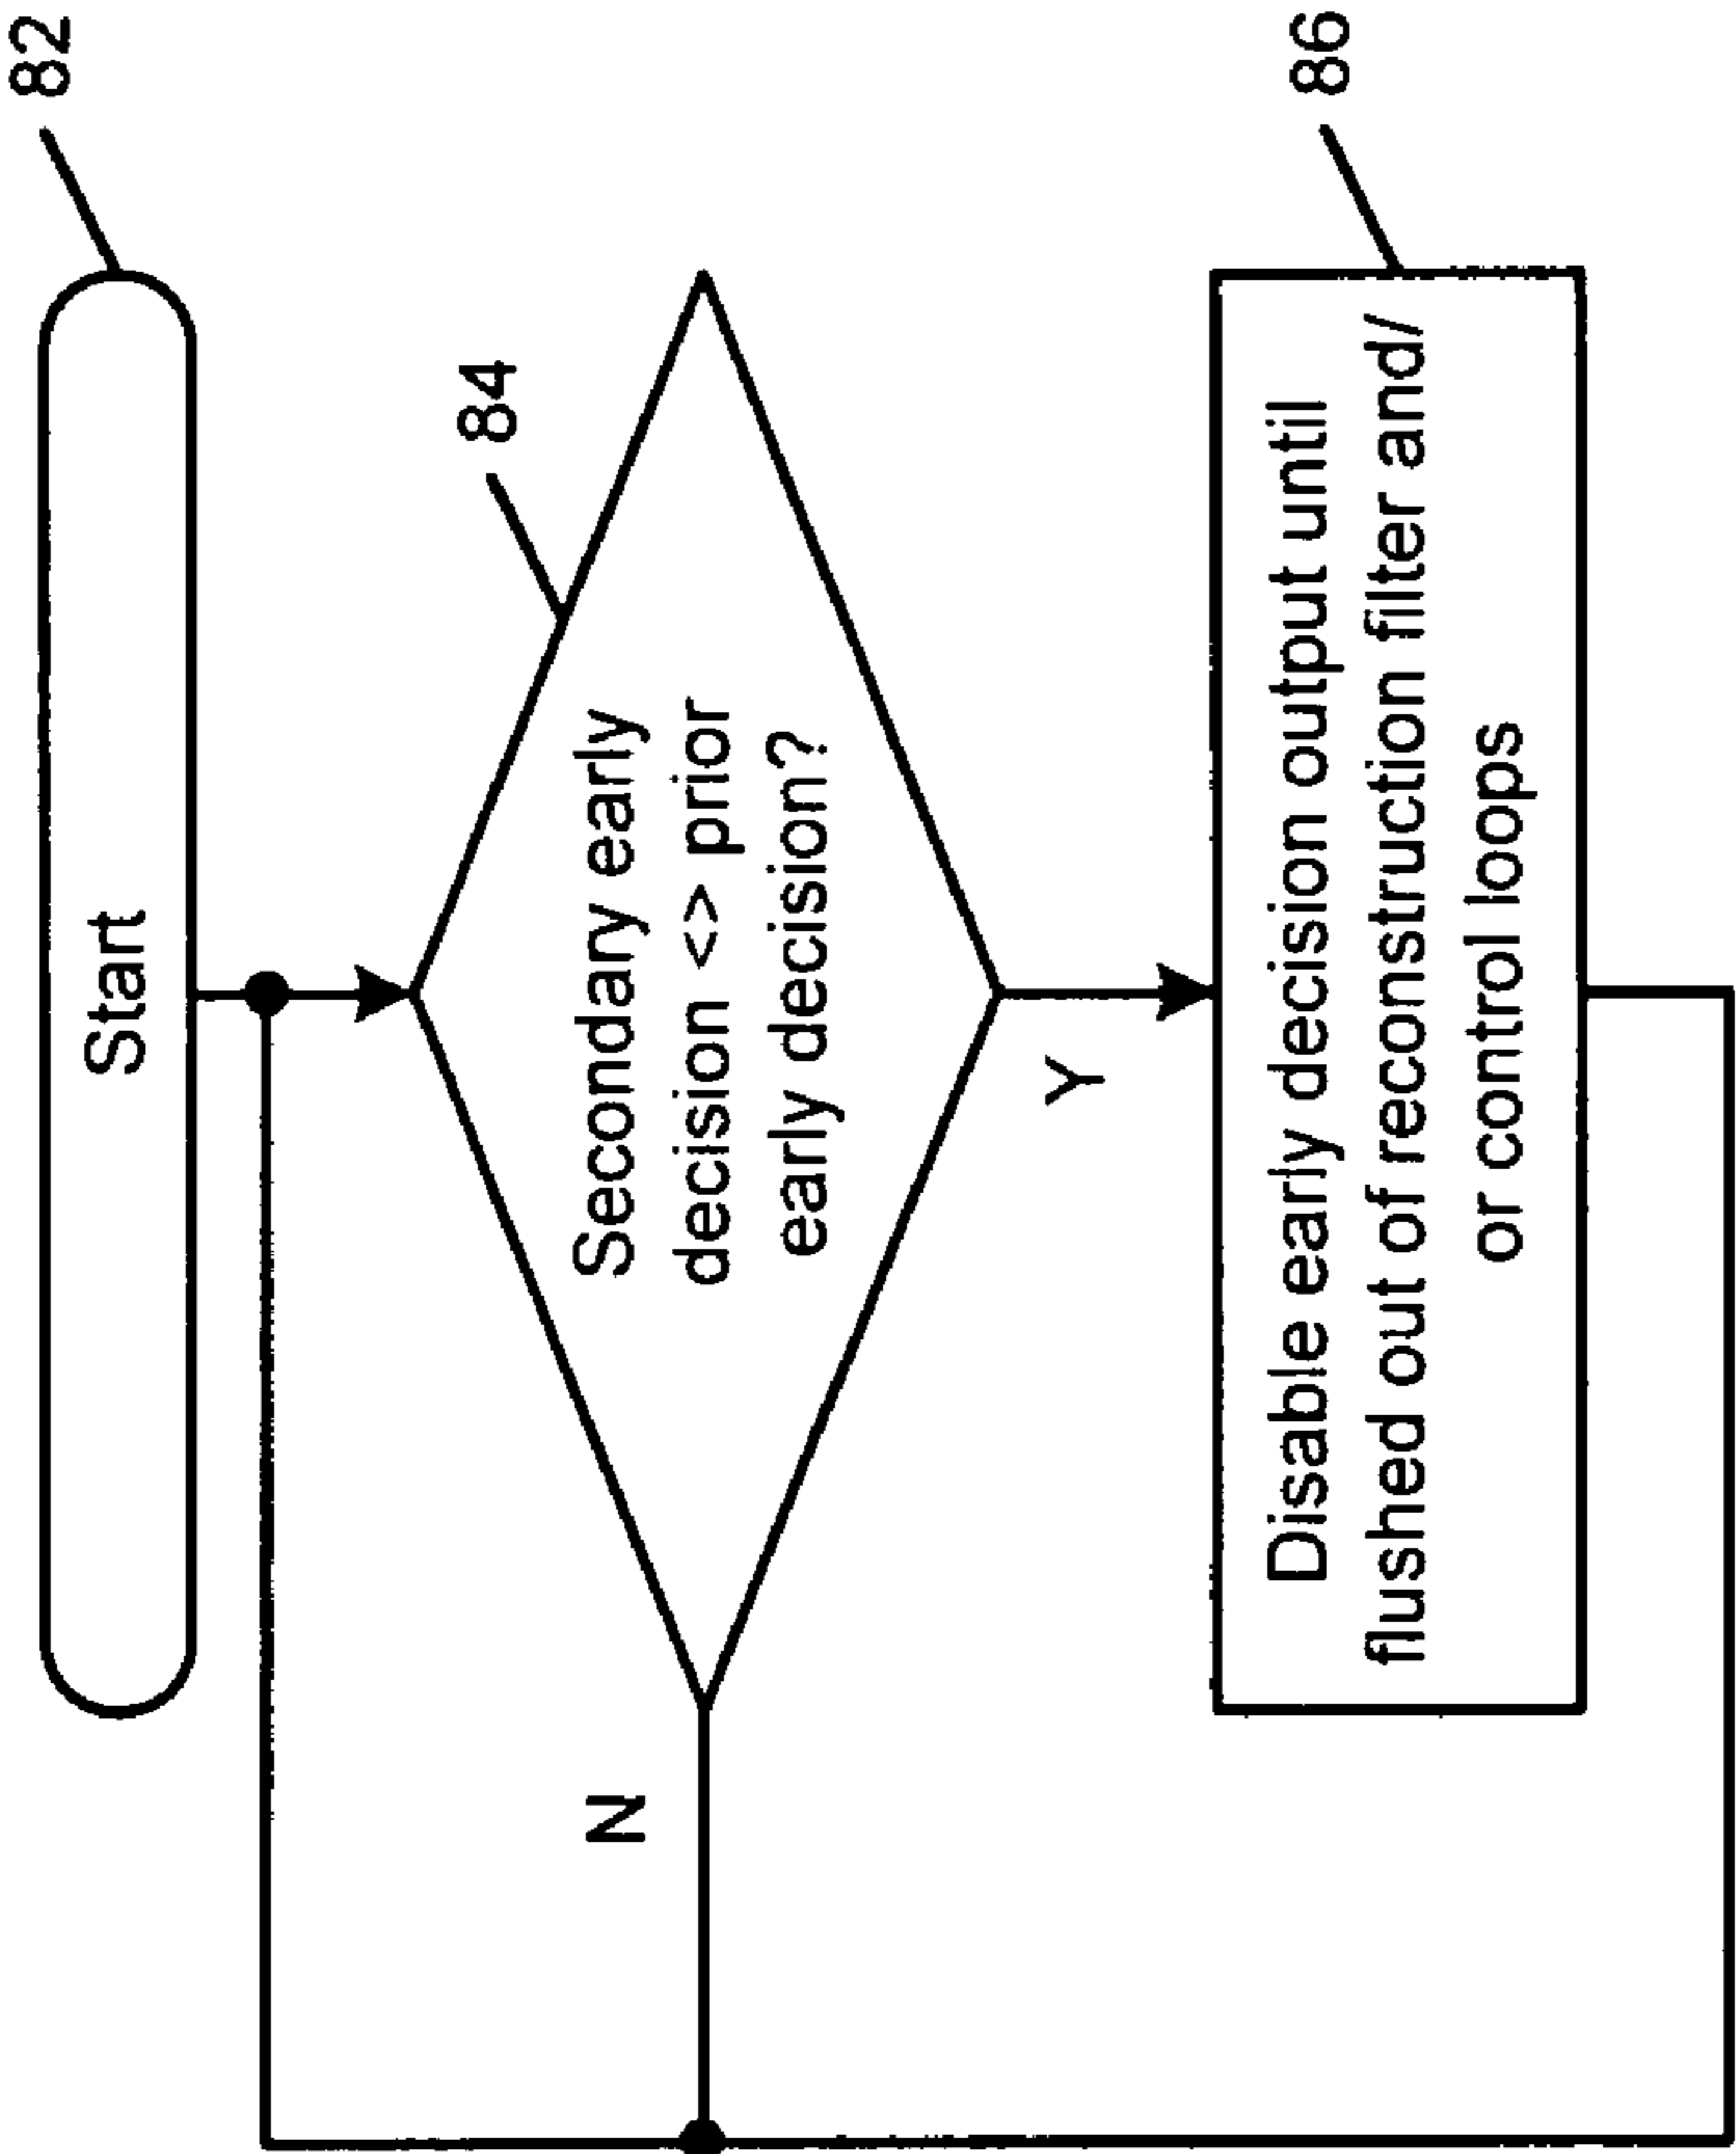 82
Start
84
Secondary early
decision <> prior
early decision?
N
Y
86
Disable early decision output until
flushed out of reconstruction filter and/
or control loops